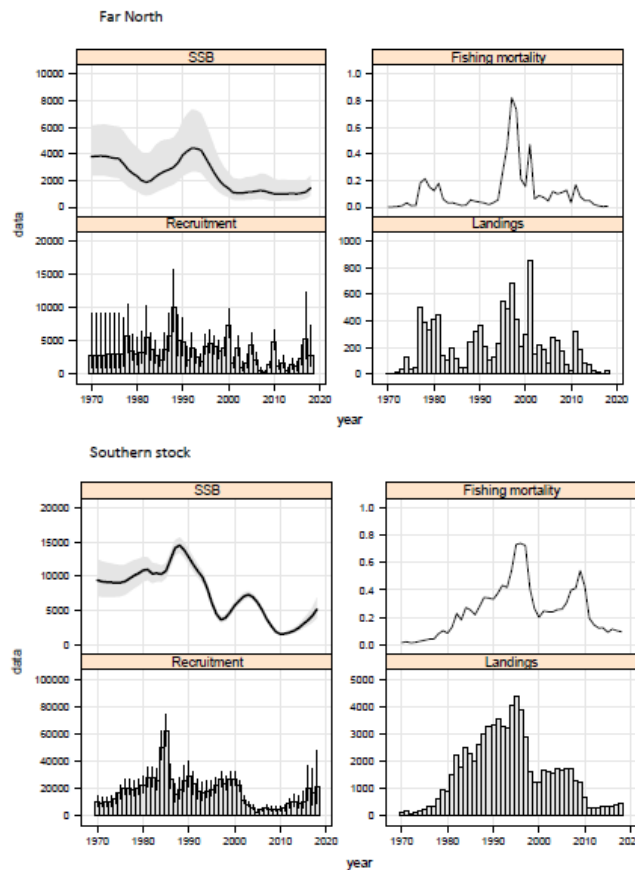 Far North
SSB
Fishing mortality
10000
8000
6000
4000
2000
0
1.0
0.8
0.6
0.4
0.2
0.0
data
Recruitment
Landings
20000
15000
10000
5000
0
1000
800
600
400
200
0
1970 1980 1990 2000 2010 2020
1970 1980 1990 2000 2010 2020
year
Southern stock
SSB
Fishing mortality
20000
15000
10000
5000
0
1.0
0.8
0.6
0.4
0.2
0.0
data
Recruitment
Landings
100000
80000
60000
40000
20000
0
5000
4000
3000
2000
1000
0
1970 1980 1990 2000 2010 2020
1970 1980 1990 2000 2010 202
year